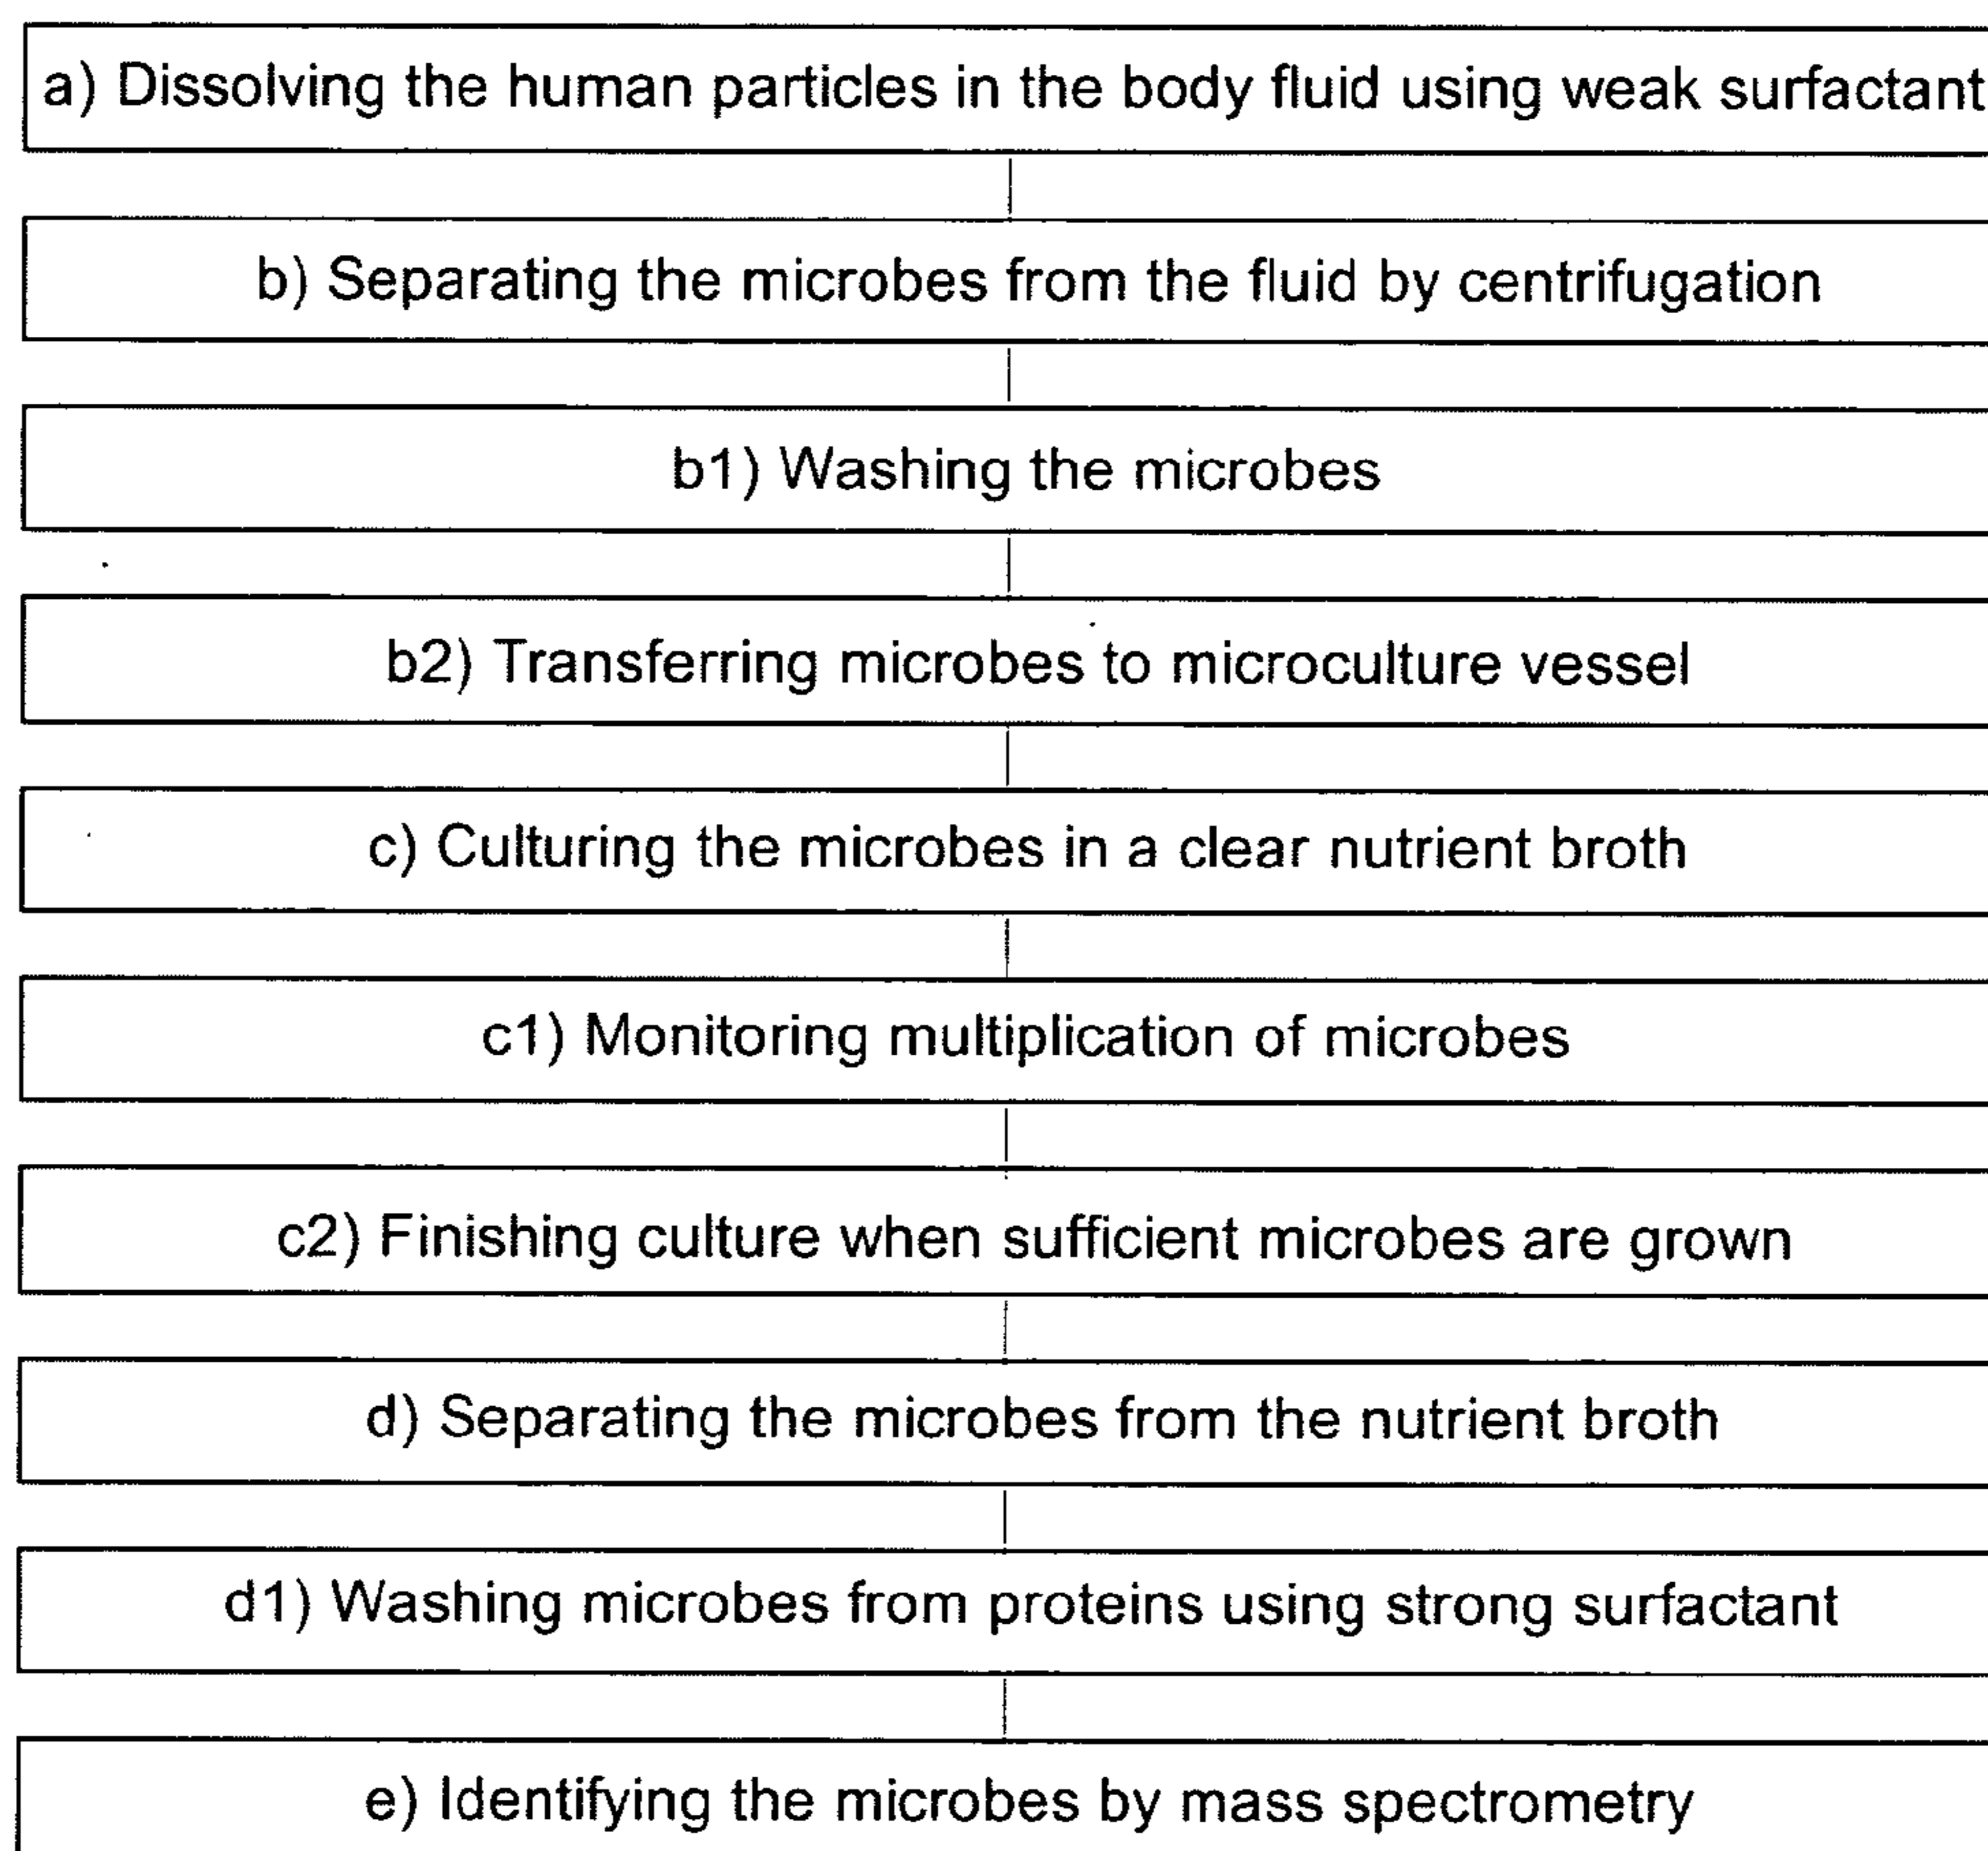 a) Dissolving the human particles in the body fluid using weak surfactant
b) Separating the microbes from the fluid by centrifugation
b1) Washing the microbes
b2) Transferring microbes to microculture vessel
c) Culturing the microbes in a clear nutrient broth
c1) Monitoring multiplication of microbes
c2) Finishing culture when sufficient microbes are grown
d) Separating the microbes from the nutrient broth
d1) Washing microbes from proteins using strong surfactant
e) Identifying the microbes by mass spectrometry